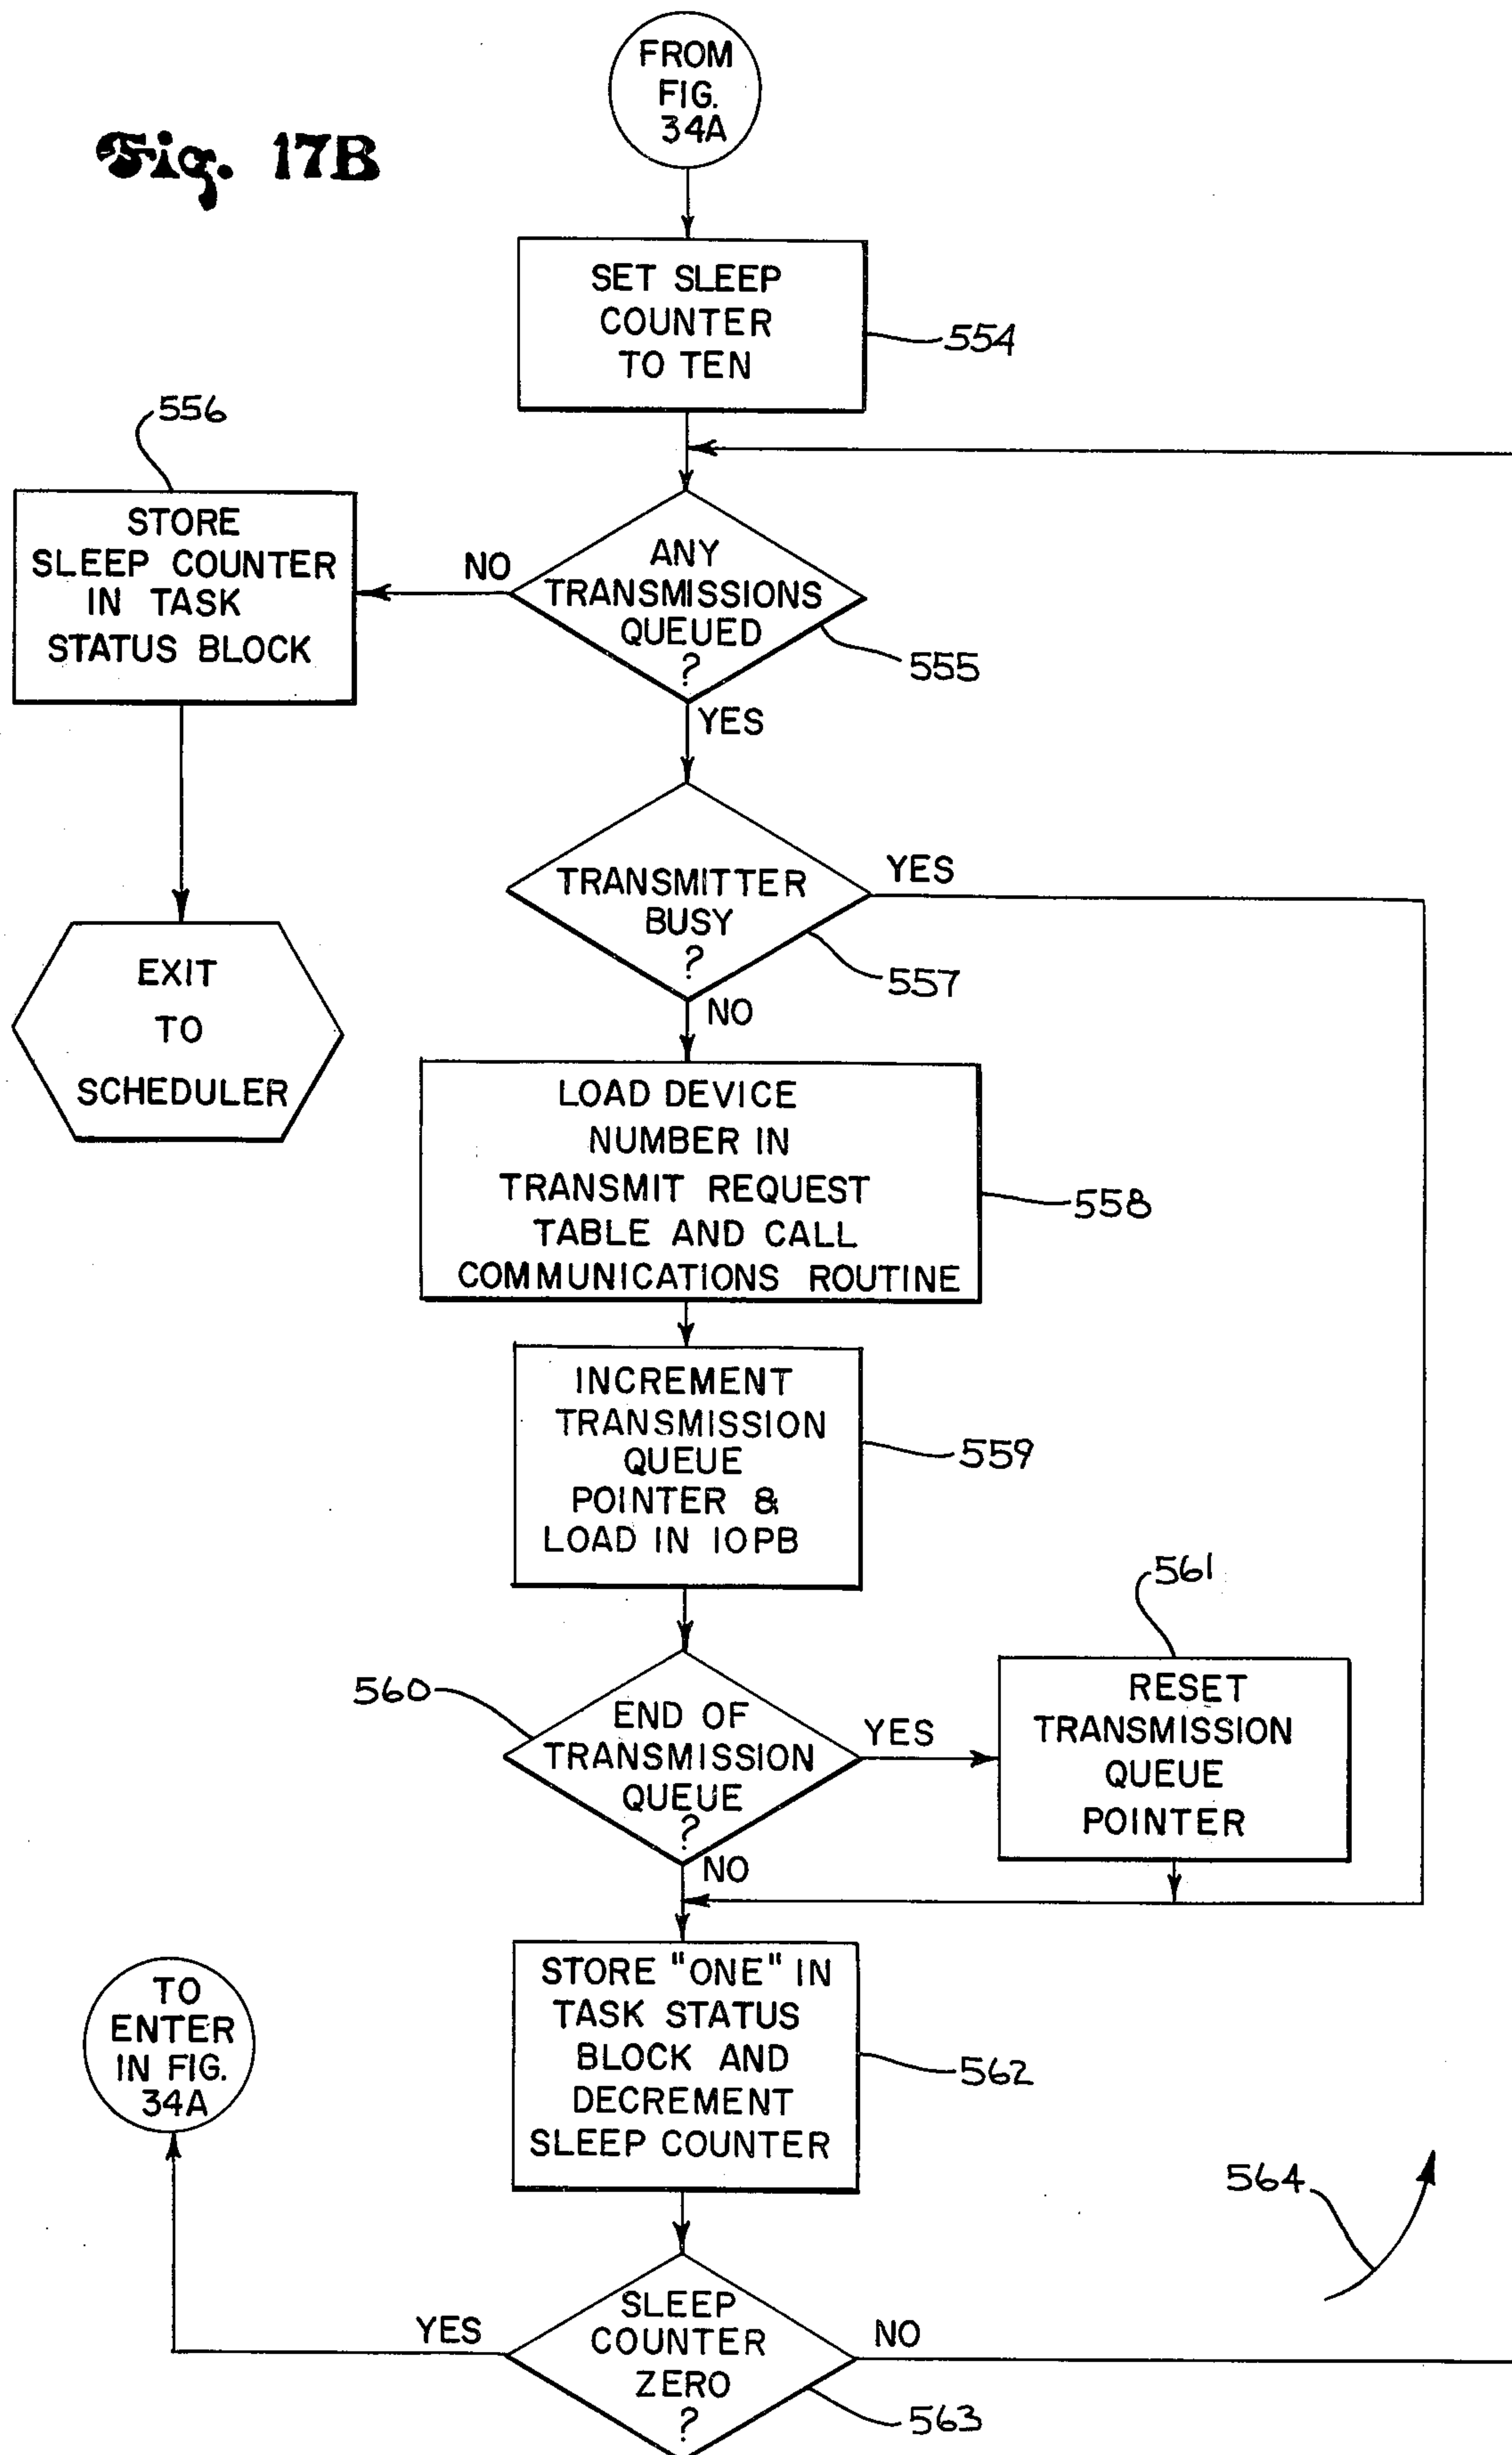 Fig. 17B
FROM
FIG.
34A
SET SLEEP
COUNTER
TO TEN
554
556
STORE
SLEEP COUNTER
IN TASK
STATUS BLOCK
NO
ANY
TRANSMISSIONS
QUEUED
?
555
YES
EXIT
TO
SCHEDULER
TRANSMITTER
BUSY
?
YES
557
NO
LOAD DEVICE
NUMBER IN
TRANSMIT REQUEST
TABLE AND CALL
COMMUNICATIONS ROUTINE
558
INCREMENT
TRANSMISSION
QUEUE
POINTER &
LOAD IN IOPB
559
560
END OF
TRANSMISSION
QUEUE
?
YES
NO
561
RESET
TRANSMISSION
QUEUE
POINTER
STORE "ONE" IN
TASK STATUS
BLOCK AND
DECREMENT
SLEEP COUNTER
562
TO
ENTER
IN FIG.
34A
564
YES
SLEEP
COUNTER
ZERO
?
NO
563